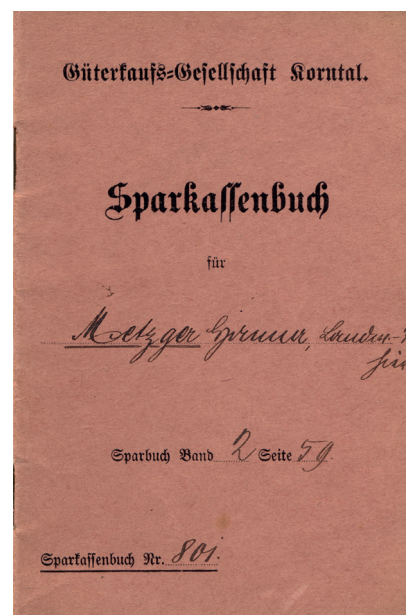 Güterkaufs=Gesellschaft Korntal.
Sparkassenbuch
für
Metzger
Sparbuch Band 2 Seite 59.
Sparkassenbuch Nr. 801.